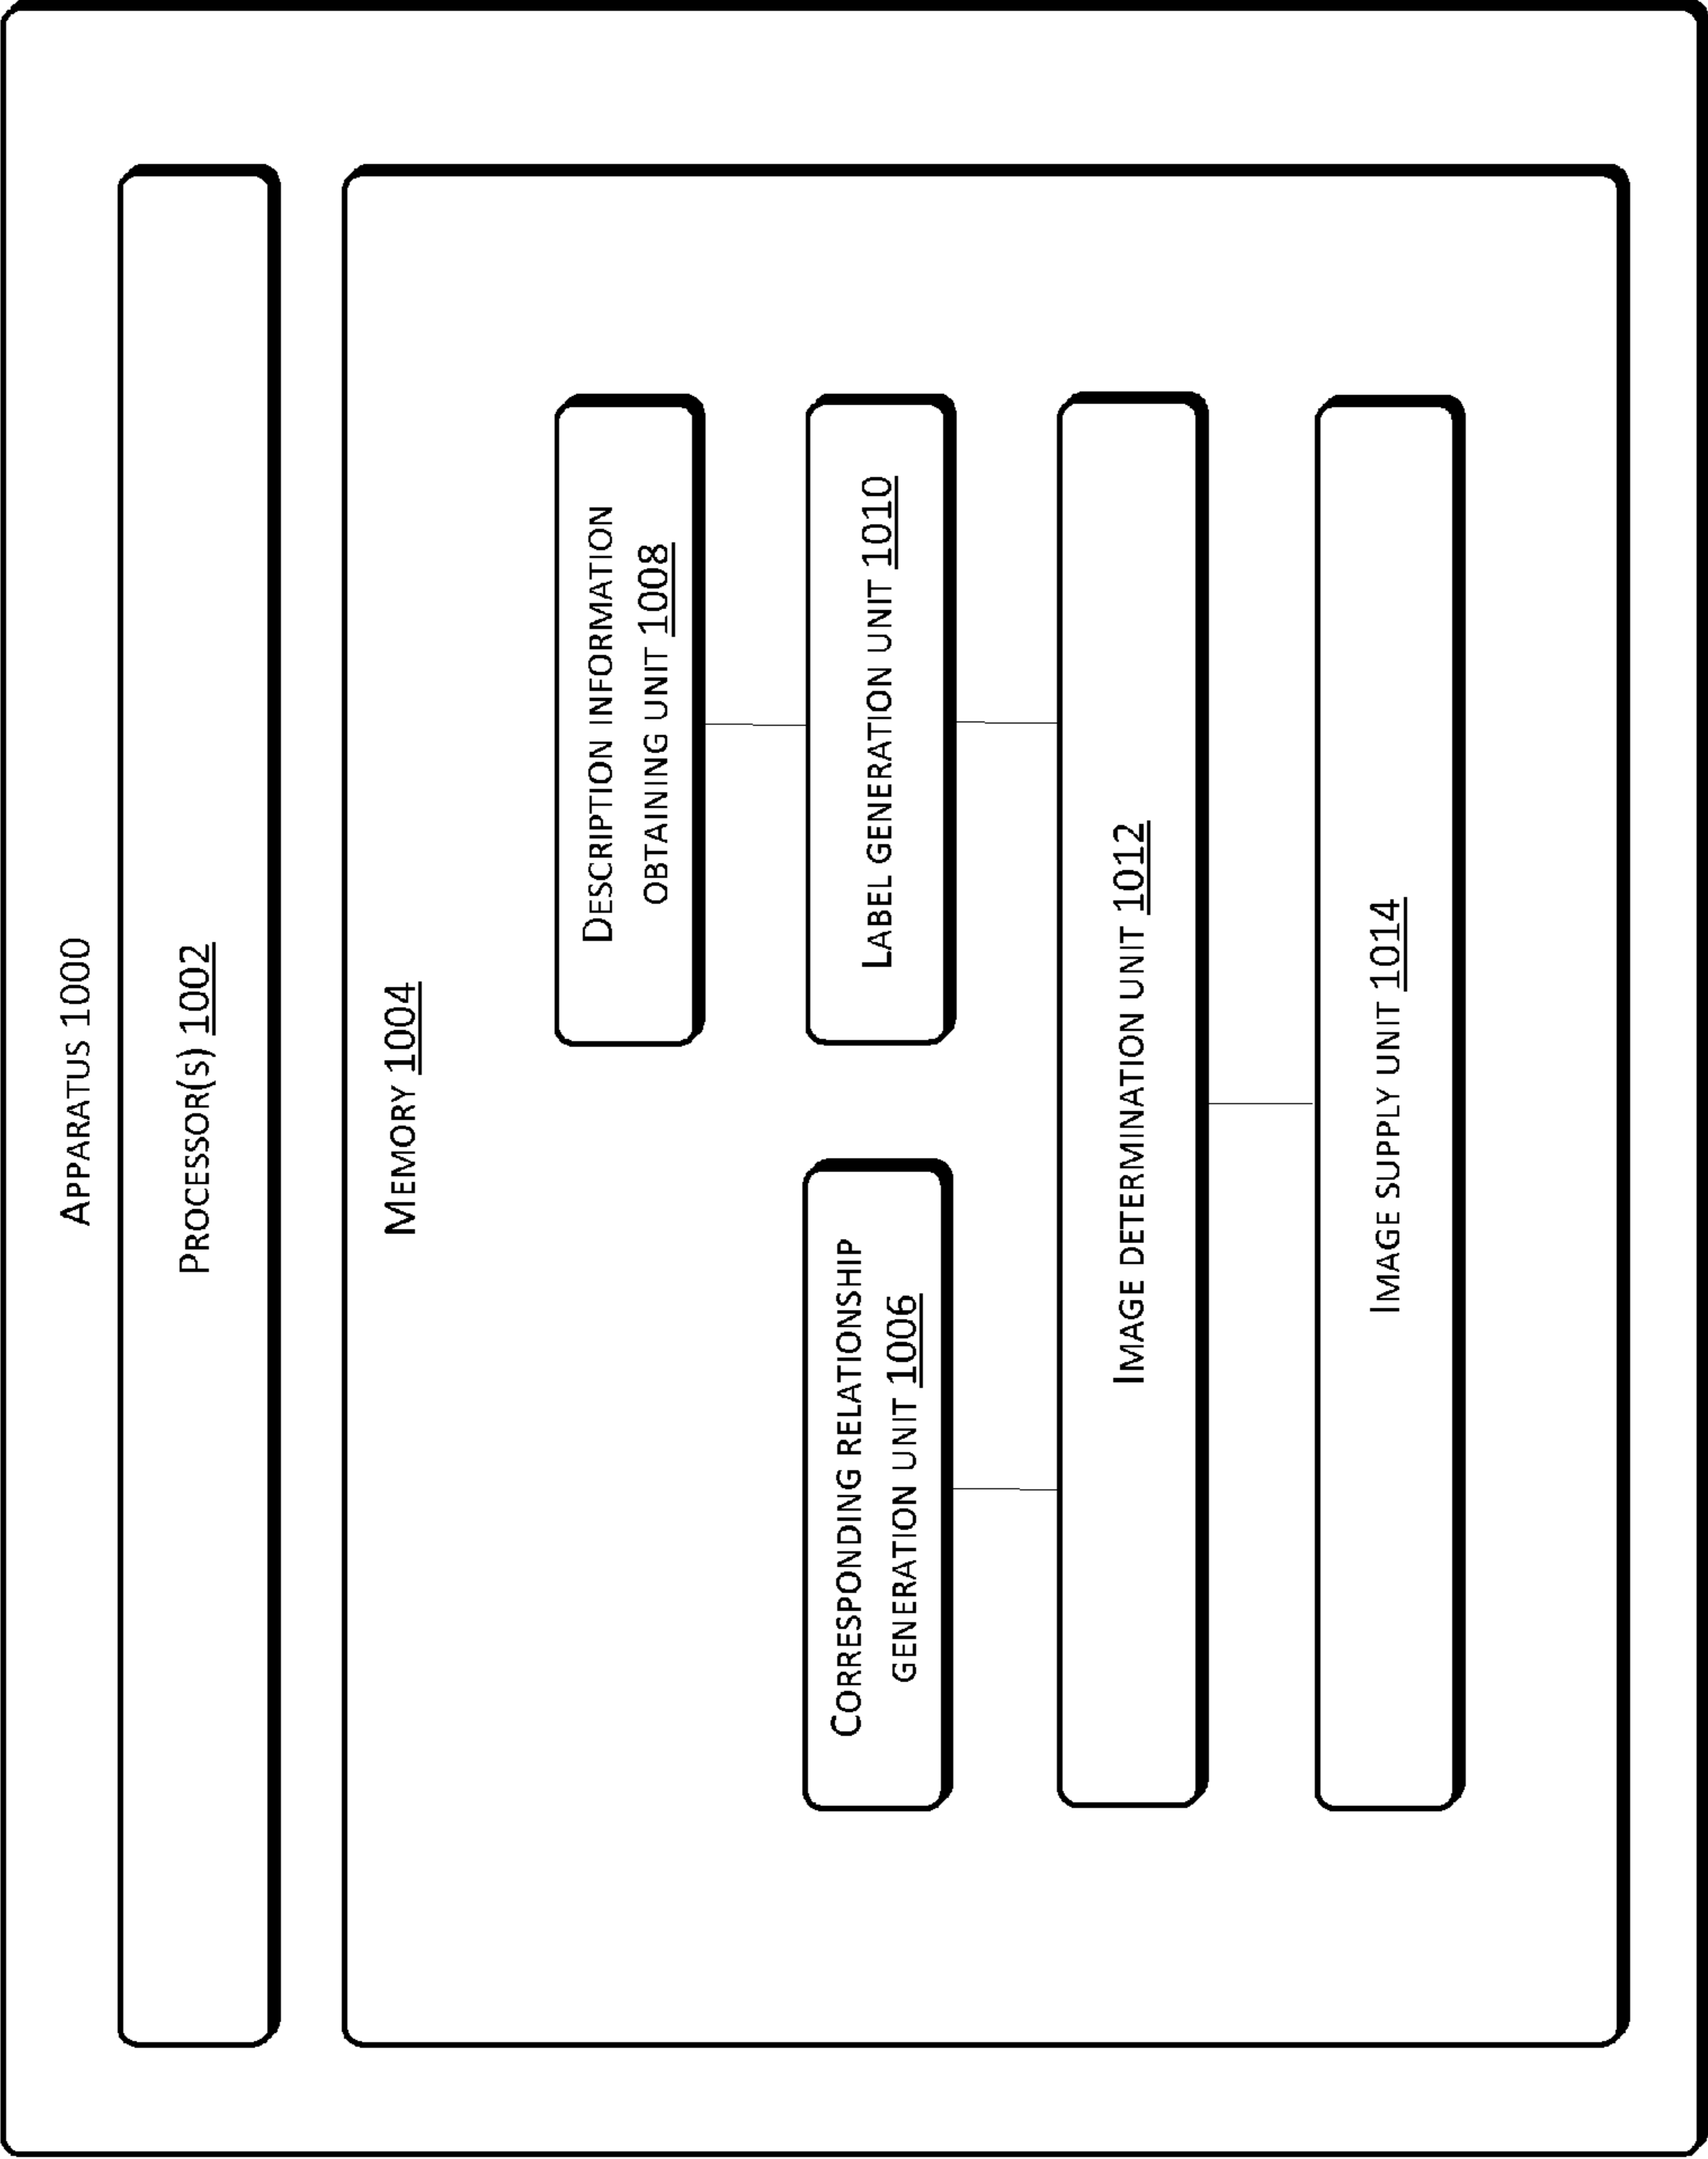 APPARATUS 1000
PROCESSOR(S) 1002
MEMORY 1004
DESCRIPTION INFORMATION
OBTAINING UNIT 1008
CORRESPONDING RELATIONSHIP
GENERATION UNIT 1006
LABEL GENERATION UNIT 1010
IMAGE DETERMINATION UNIT 1012
IMAGE SUPPLY UNIT 1014